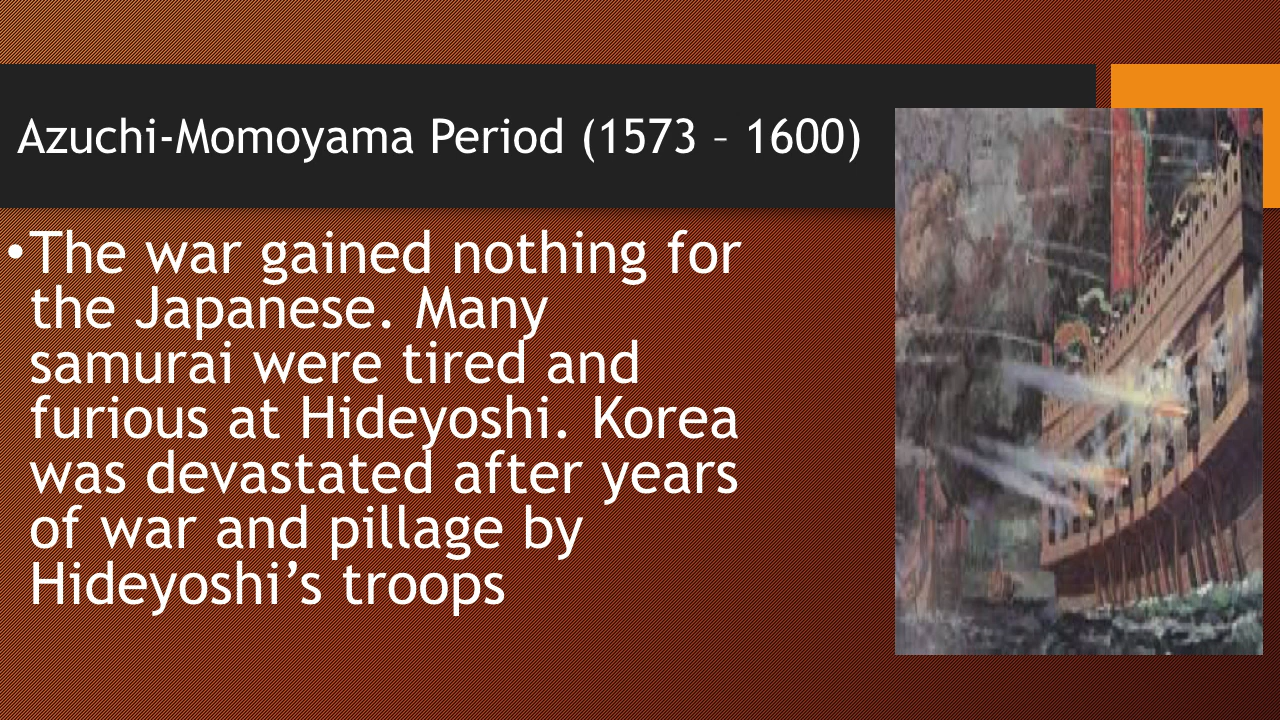 Azuchi-Momoyama Period (1573 – 1600)
•The war gained nothing for
the Japanese. Many
samurai were tired and
furious at Hideyoshi. Korea
was devastated after years
of war and pillage by
Hideyoshi’s troops